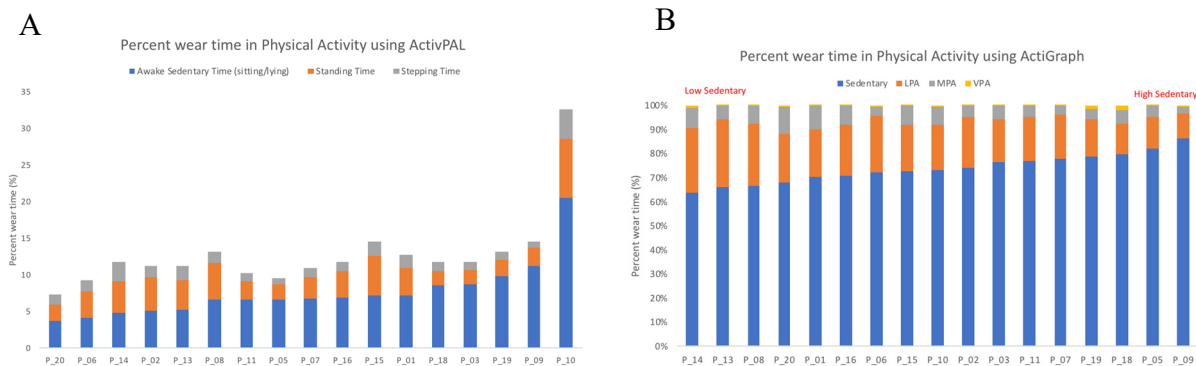 A
Percent wear time in Physical Activity using ActivPAL
Awake Sedentary Time (sitting/lying) Standing Time Stepping Time
35
30
25
20
15
10
5
0
Percent wear time (%)
P_20 P_06 P_14 P_02 P_13 P_08 P_11 P_05 P_07 P_16 P_15 P_01 P_18 P_03 P_19 P_09 P_10
B
Percent wear time in Physical Activity using ActiGraph
Sedentary LPA MPA VPA
Low Sedentary
High Sedentary
100%
90%
80%
70%
60%
50%
40%
30%
20%
10%
0%
Percent wear time (%)
P_14 P_13 P_08 P_20 P_01 P_16 P_06 P_15 P_10 P_02 P_03 P_11 P_07 P_19 P_18 P_05 P_09